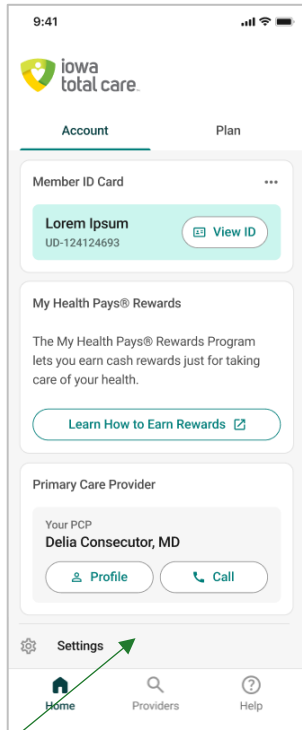 9:41
iowa
total care™
Account Plan
Member ID Card
Lorem Ipsum
UD-124124693
View ID
My Health Pays® Rewards
The My Health Pays® Rewards Program
lets you earn cash rewards just for taking
care of your health.
Learn How to Earn Rewards
Primary Care Provider
Your PCP
Delia Consecutor, MD
Profile Call
Settings
Home Providers Help